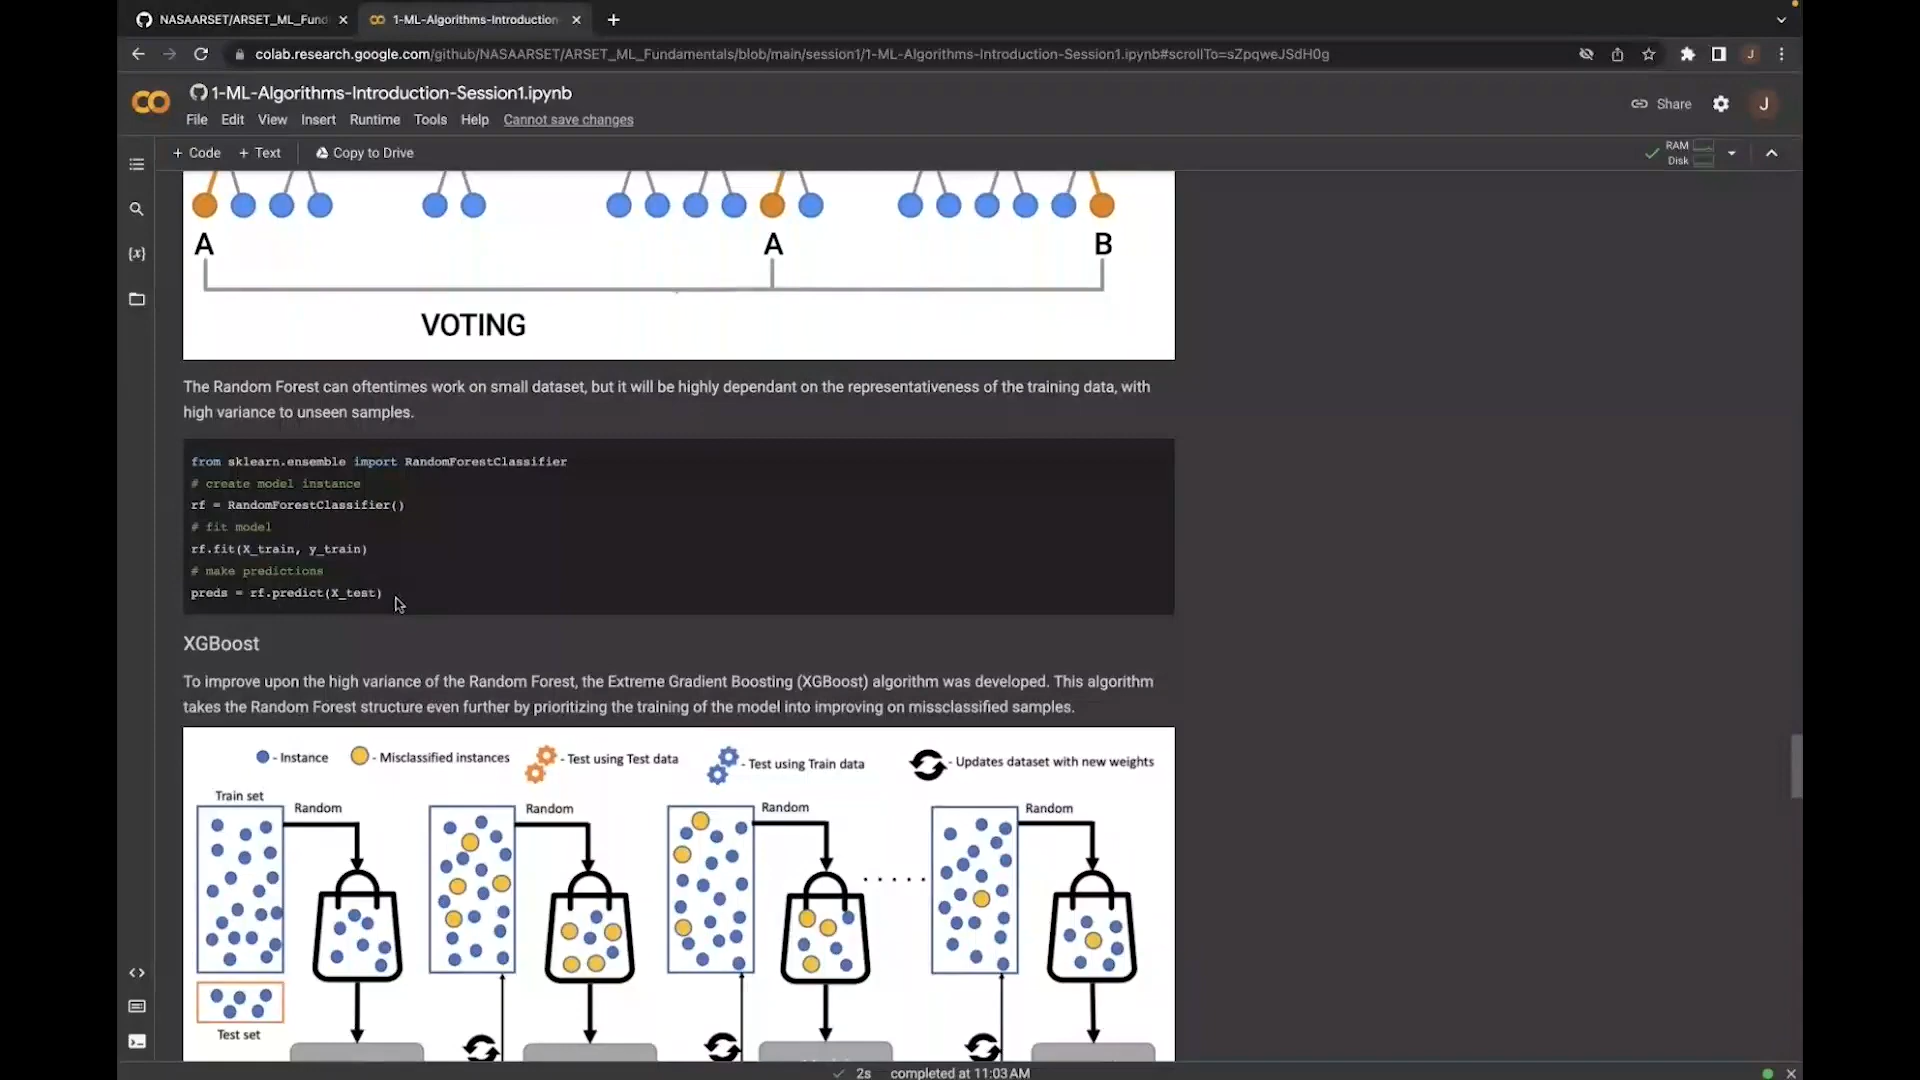 NASAARSET/ARSET_ML_Fund
1-ML-Algorithms-Introduction
colab.research.google.com/github/NASAARSET/ARSET_ML_Fundamentals/blob/main/session1/1-ML-Algorithms-Introduction-Session1.ipynb#scrollTo=sZpqweJSdH0g
J
1-ML-Algorithms-Introduction-Session1.ipynb
Share
J
File Edit View Insert Runtime Tools Help Cannot save changes
+ Code + Text Copy to Drive
RAM
Disk
A A B
VOTING
The Random Forest can oftentimes work on small dataset, but it will be highly dependant on the representativeness of the training data, with
high variance to unseen samples.
from sklearn.ensemble import RandomForestClassifier
# create model instance
rf = RandomForestClassifier()
# fit model
rf.fit(X_train, y_train)
# make predictions
preds = rf.predict(X_test)
XGBoost
To improve upon the high variance of the Random Forest, the Extreme Gradient Boosting (XGBoost) algorithm was developed. This algorithm
takes the Random Forest structure even further by prioritizing the training of the model into improving on missclassified samples.
- Instance - Misclassified instances - Test using Test data - Test using Train data - Updates dataset with new weights
Train set
Random Random Random Random
Test set
2s completed at 11:03 AM